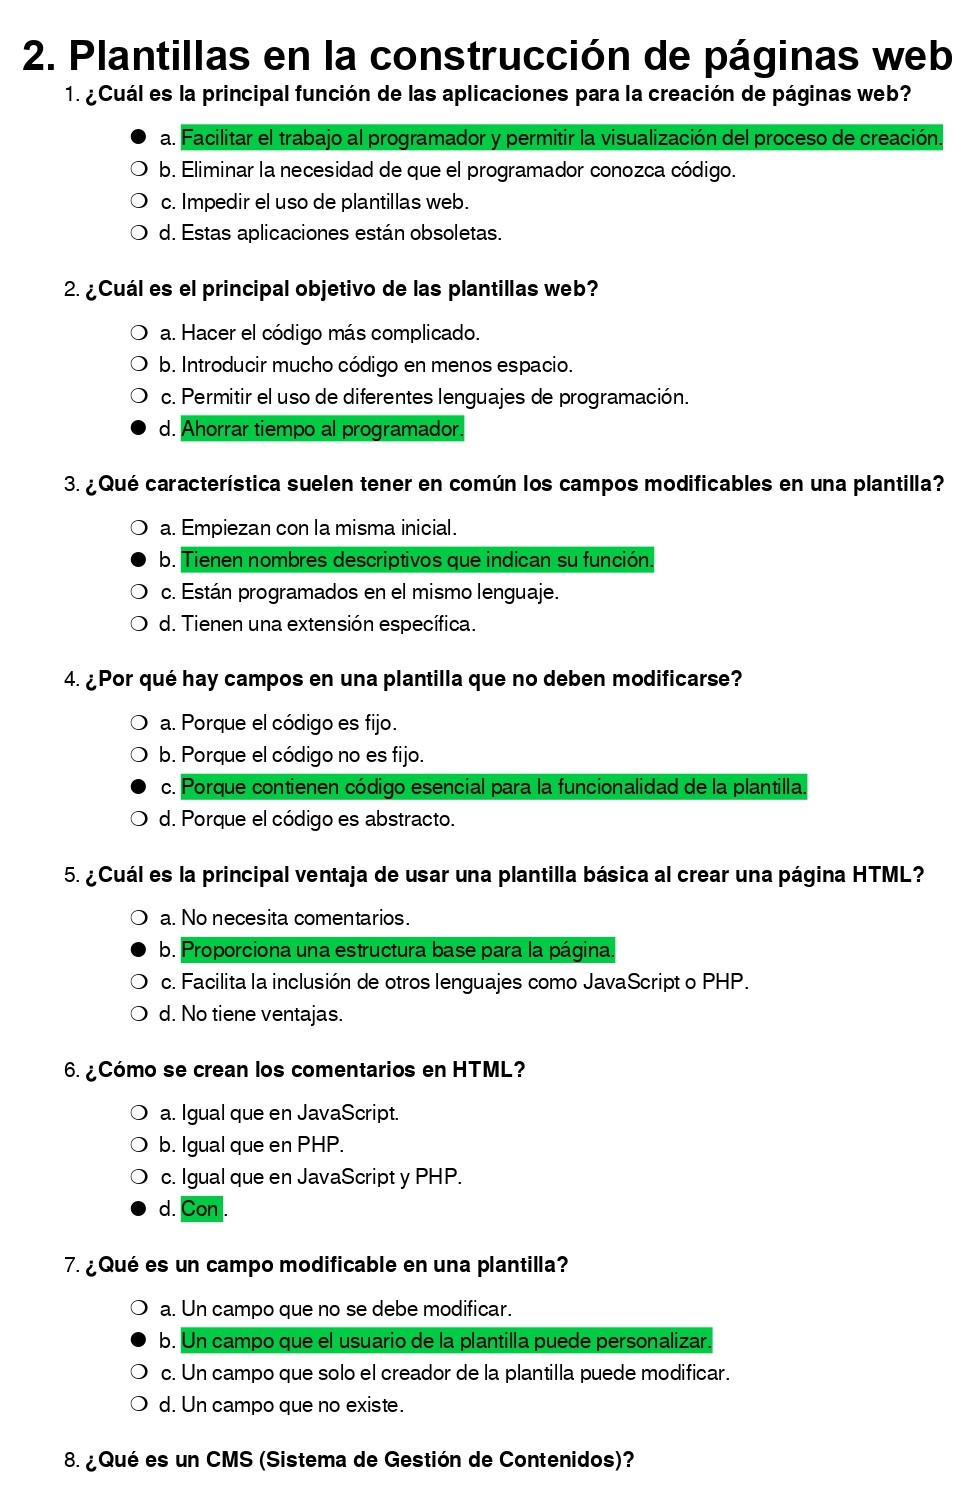 2. Plantillas en la construcción de páginas web
1. ¿Cuál es la principal función de las aplicaciones para la creación de páginas web?
a. Facilitar el trabajo al programador y permitir la visualización del proceso de creación.
b. Eliminar la necesidad de que el programador conozca código.
c. Impedir el uso de plantillas web.
d. Estas aplicaciones están obsoletas.
2. ¿Cuál es el principal objetivo de las plantillas web?
a. Hacer el código más complicado.
b. Introducir mucho código en menos espacio.
c. Permitir el uso de diferentes lenguajes de programación.
d. Ahorrar tiempo al programador.
3. ¿Qué característica suelen tener en común los campos modificables en una plantilla?
a. Empiezan con la misma inicial.
b. Tienen nombres descriptivos que indican su función.
c. Están programados en el mismo lenguaje.
d. Tienen una extensión específica.
4. ¿Por qué hay campos en una plantilla que no deben modificarse?
a. Porque el código es fijo.
b. Porque el código no es fijo.
c. Porque contienen código esencial para la funcionalidad de la plantilla.
d. Porque el código es abstracto.
5. ¿Cuál es la principal ventaja de usar una plantilla básica al crear una página HTML?
a. No necesita comentarios.
b. Proporciona una estructura base para la página.
c. Facilita la inclusión de otros lenguajes como JavaScript o PHP.
d. No tiene ventajas.
6. ¿Cómo se crean los comentarios en HTML?
a. Igual que en JavaScript.
b. Igual que en PHP.
c. Igual que en JavaScript y PHP.
d. Con .
7. ¿Qué es un campo modificable en una plantilla?
a. Un campo que no se debe modificar.
b. Un campo que el usuario de la plantilla puede personalizar.
c. Un campo que solo el creador de la plantilla puede modificar.
d. Un campo que no existe.
8. ¿Qué es un CMS (Sistema de Gestión de Contenidos)?